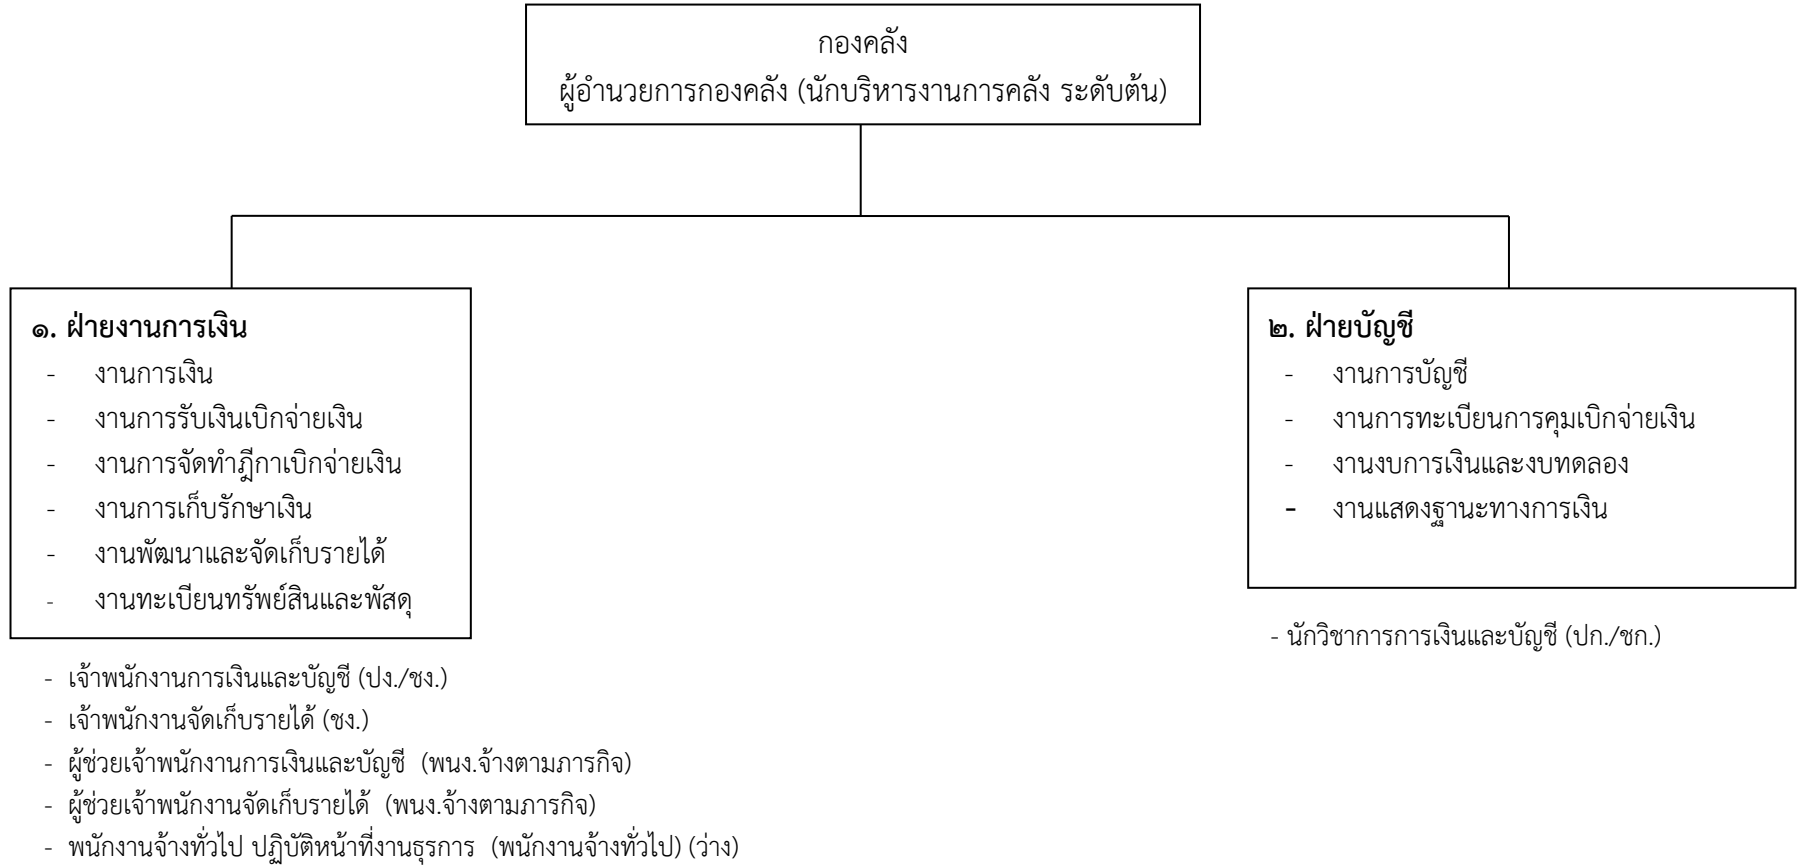 กองคลัง
ผู้อำนวยการกองคลัง (นักบริหารงานการคลัง ระดับต้น)
๑. ฝ่ายงานการเงิน
- งานการเงิน
- งานการรับเงินเบิกจ่ายเงิน
- งานการจัดทำฎีกาเบิกจ่ายเงิน
- งานการเก็บรักษาเงิน
- งานพัฒนาและจัดเก็บรายได้
- งานทะเบียนทรัพย์สินและพัสดุ
- เจ้าพนักงานการเงินและบัญชี (ปง./ชง.)
- เจ้าพนักงานจัดเก็บรายได้ (ชง.)
- ผู้ช่วยเจ้าพนักงานการเงินและบัญชี (พนง.จ้างตามภารกิจ)
- ผู้ช่วยเจ้าพนักงานจัดเก็บรายได้ (พนง.จ้างตามภารกิจ)
- พนักงานจ้างทั่วไป ปฏิบัติหน้าที่งานธุรการ (พนักงานจ้างทั่วไป) (ว่าง)
๒. ฝ่ายบัญชี
- งานการบัญชี
- งานการทะเบียนการคุมเบิกจ่ายเงิน
- งานงบการเงินและงบทดลอง
- งานแสดงฐานะทางการเงิน
- นักวิชาการการเงินและบัญชี (ปก./ชก.)